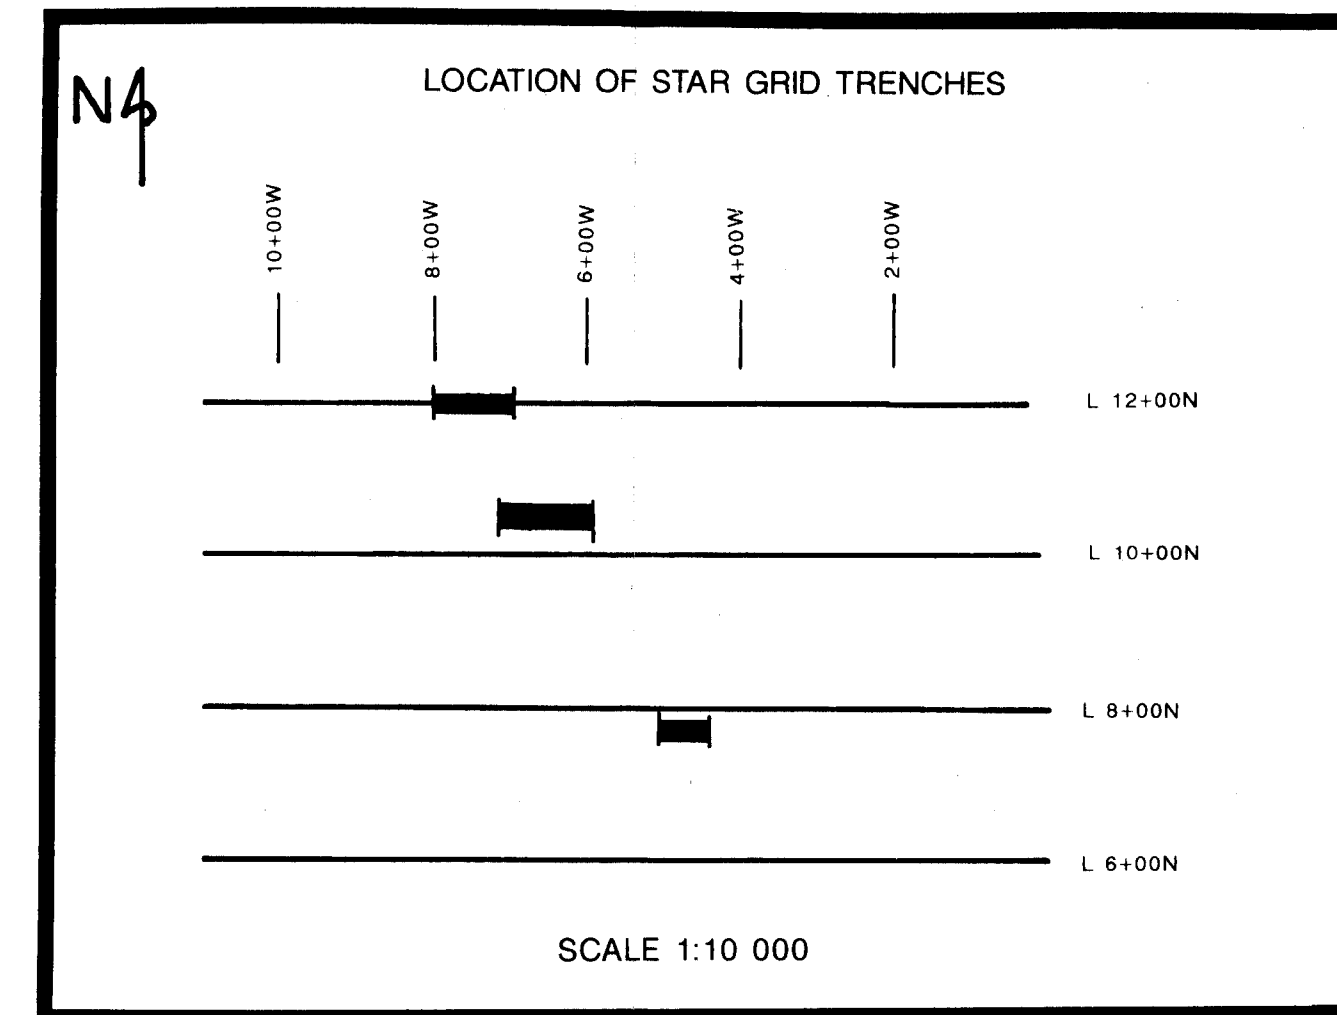 LOCATION OF STAR GRID TRENCHES
N
10+00W
8+00W
6+00W
4+00W
2+00W
L 12+00N
L 10+00N
L 8+00N
L 6+00N
SCALE 1:10 000